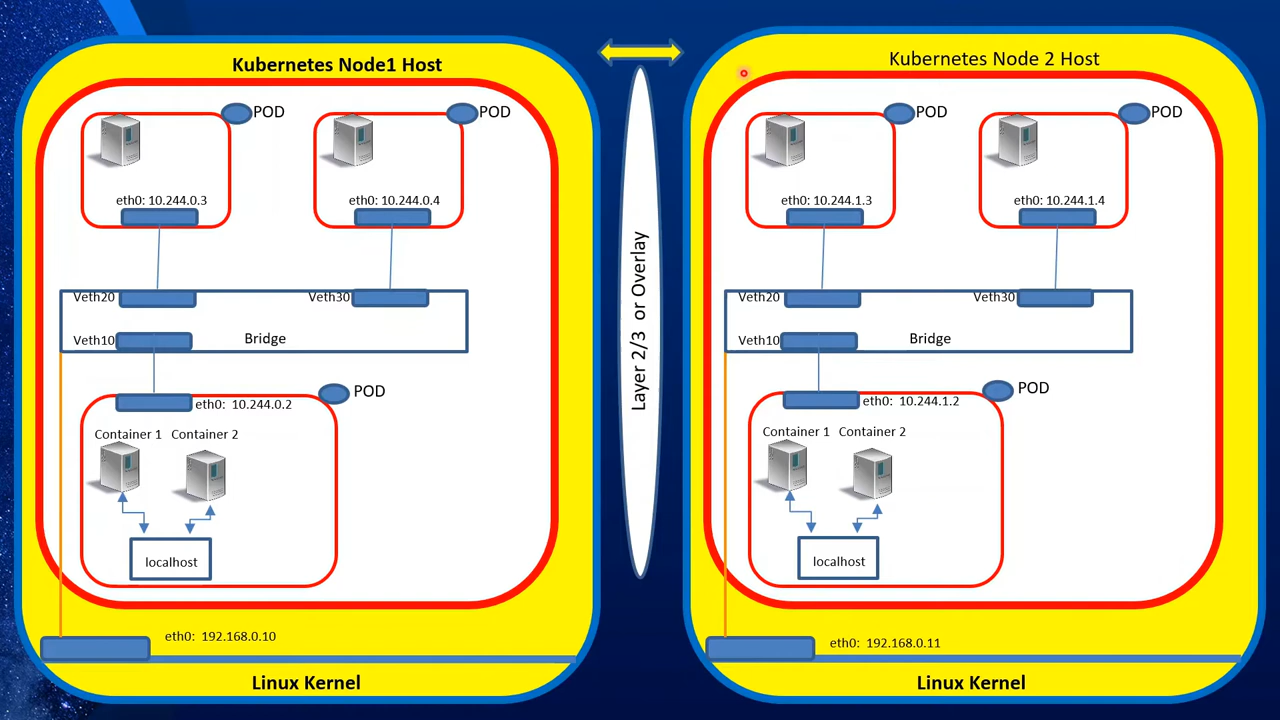 Kubernetes Node1 Host
POD
POD
eth0: 10.244.0.3
eth0: 10.244.0.4
Veth20
Veth30
Veth10
Bridge
eth0: 10.244.0.2
POD
Container 1
Container 2
localhost
eth0: 192.168.0.10
Linux Kernel
Layer 2/3 or Overlay
Kubernetes Node 2 Host
POD
POD
eth0: 10.244.1.3
eth0: 10.244.1.4
Veth20
Veth30
Veth10
Bridge
eth0: 10.244.1.2
POD
Container 1
Container 2
localhost
eth0: 192.168.0.11
Linux Kernel